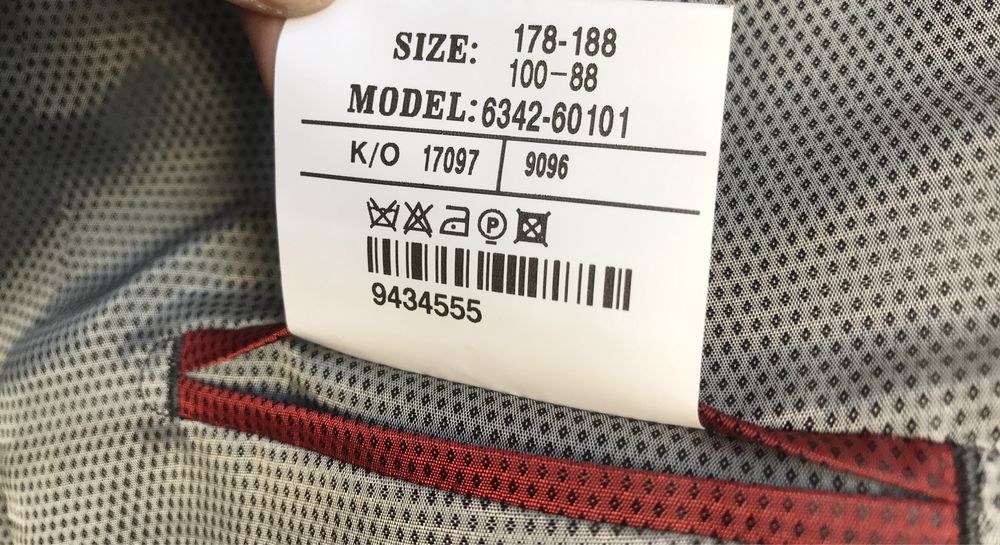 SIZE: 178-188
100-88
MODEL: 6342-60101
K/O 17097 9096
P
9434555